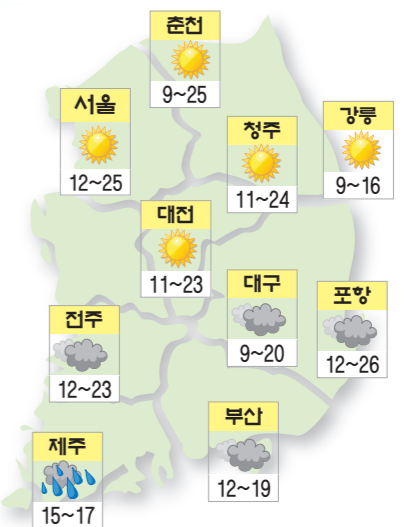 춘천
9~25
서울
12~25
강릉
9~16
청주
11~24
대전
11~23
대구
9~20
포항
12~26
전주
12~23
부산
12~19
제주
15~17